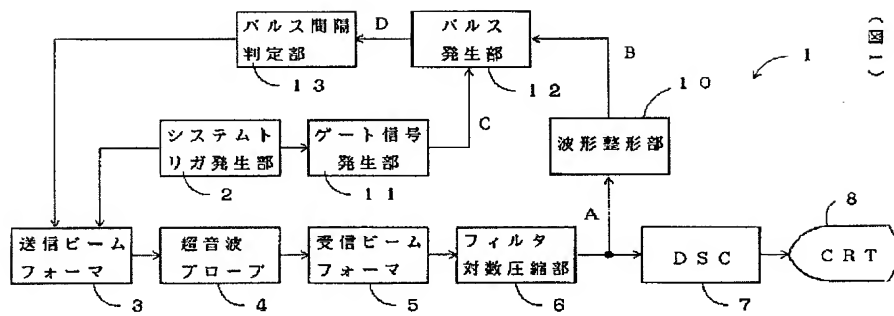 (図1)
1
パルス間隔
判定部
13
D
パルス
発生部
12
B
10
波形整形部
C
システムト
リガ発生部
2
ゲート信号
発生部
11
A
8
送信ビーム
フォーマ
3
超音波
プローブ
4
受信ビーム
フォーマ
5
フィルタ
対数圧縮部
6
DSC
7
CRT